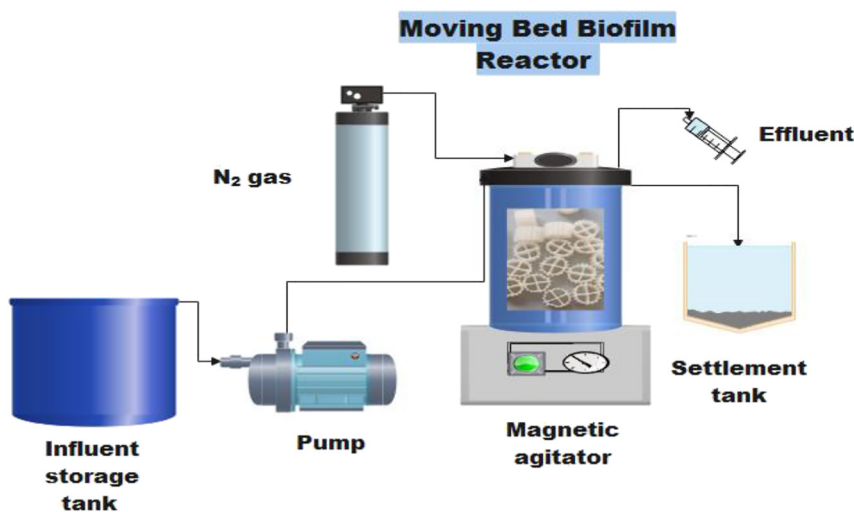 Moving Bed Biofilm
Reactor
N₂ gas
Effluent
Influent
storage
tank
Pump
Magnetic
agitator
Settlement
tank